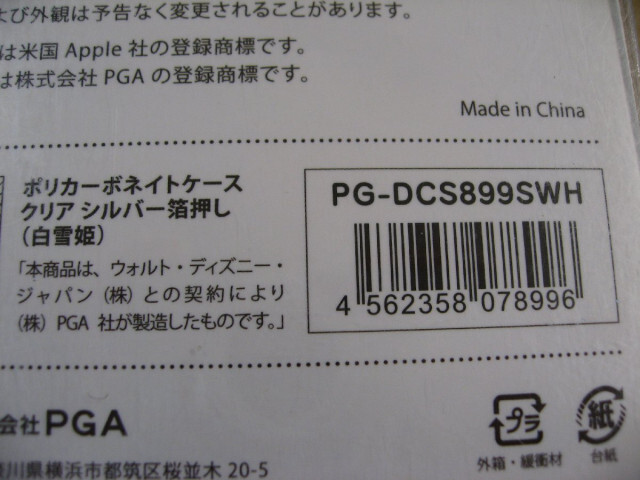 よび外観は予告なく変更されることがあります。
は米国 Apple 社の登録商標です。
は株式会社 PGA の登録商標です。
Made in China
ポリカーボネイトケース
クリア シルバー箔押し
（白雪姫）
「本商品は、ウォルト・ディズニー・
ジャパン（株）との契約により
（株）PGA 社が製造したものです。」
PG-DCS899SWH
4 562358 078996
会社PGA
川県横浜市都筑区桜並木 20-5
プラ
外箱・緩衝材
紙
台紙